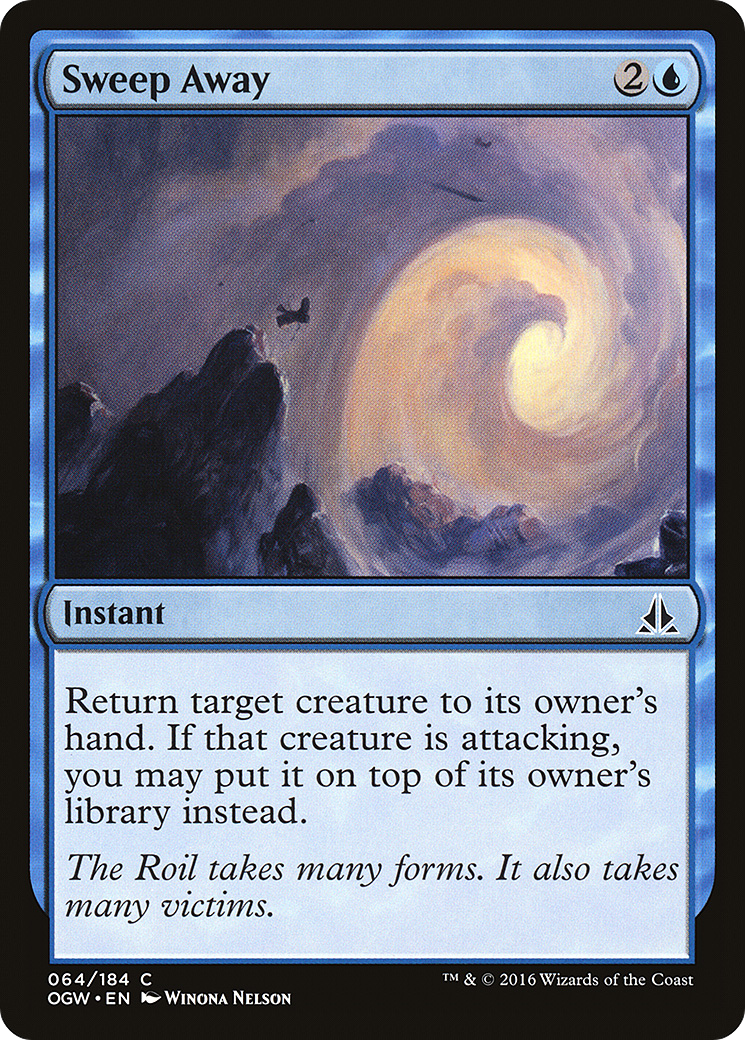 Sweep Away 2
Instant
Return target creature to its owner's
hand. If that creature is attacking,
you may put it on top of its owner's
library instead.
The Roil takes many forms. It also takes
many victims.
064/184 C
OGW • EN Winona Nelson
™ & © 2016 Wizards of the Coast